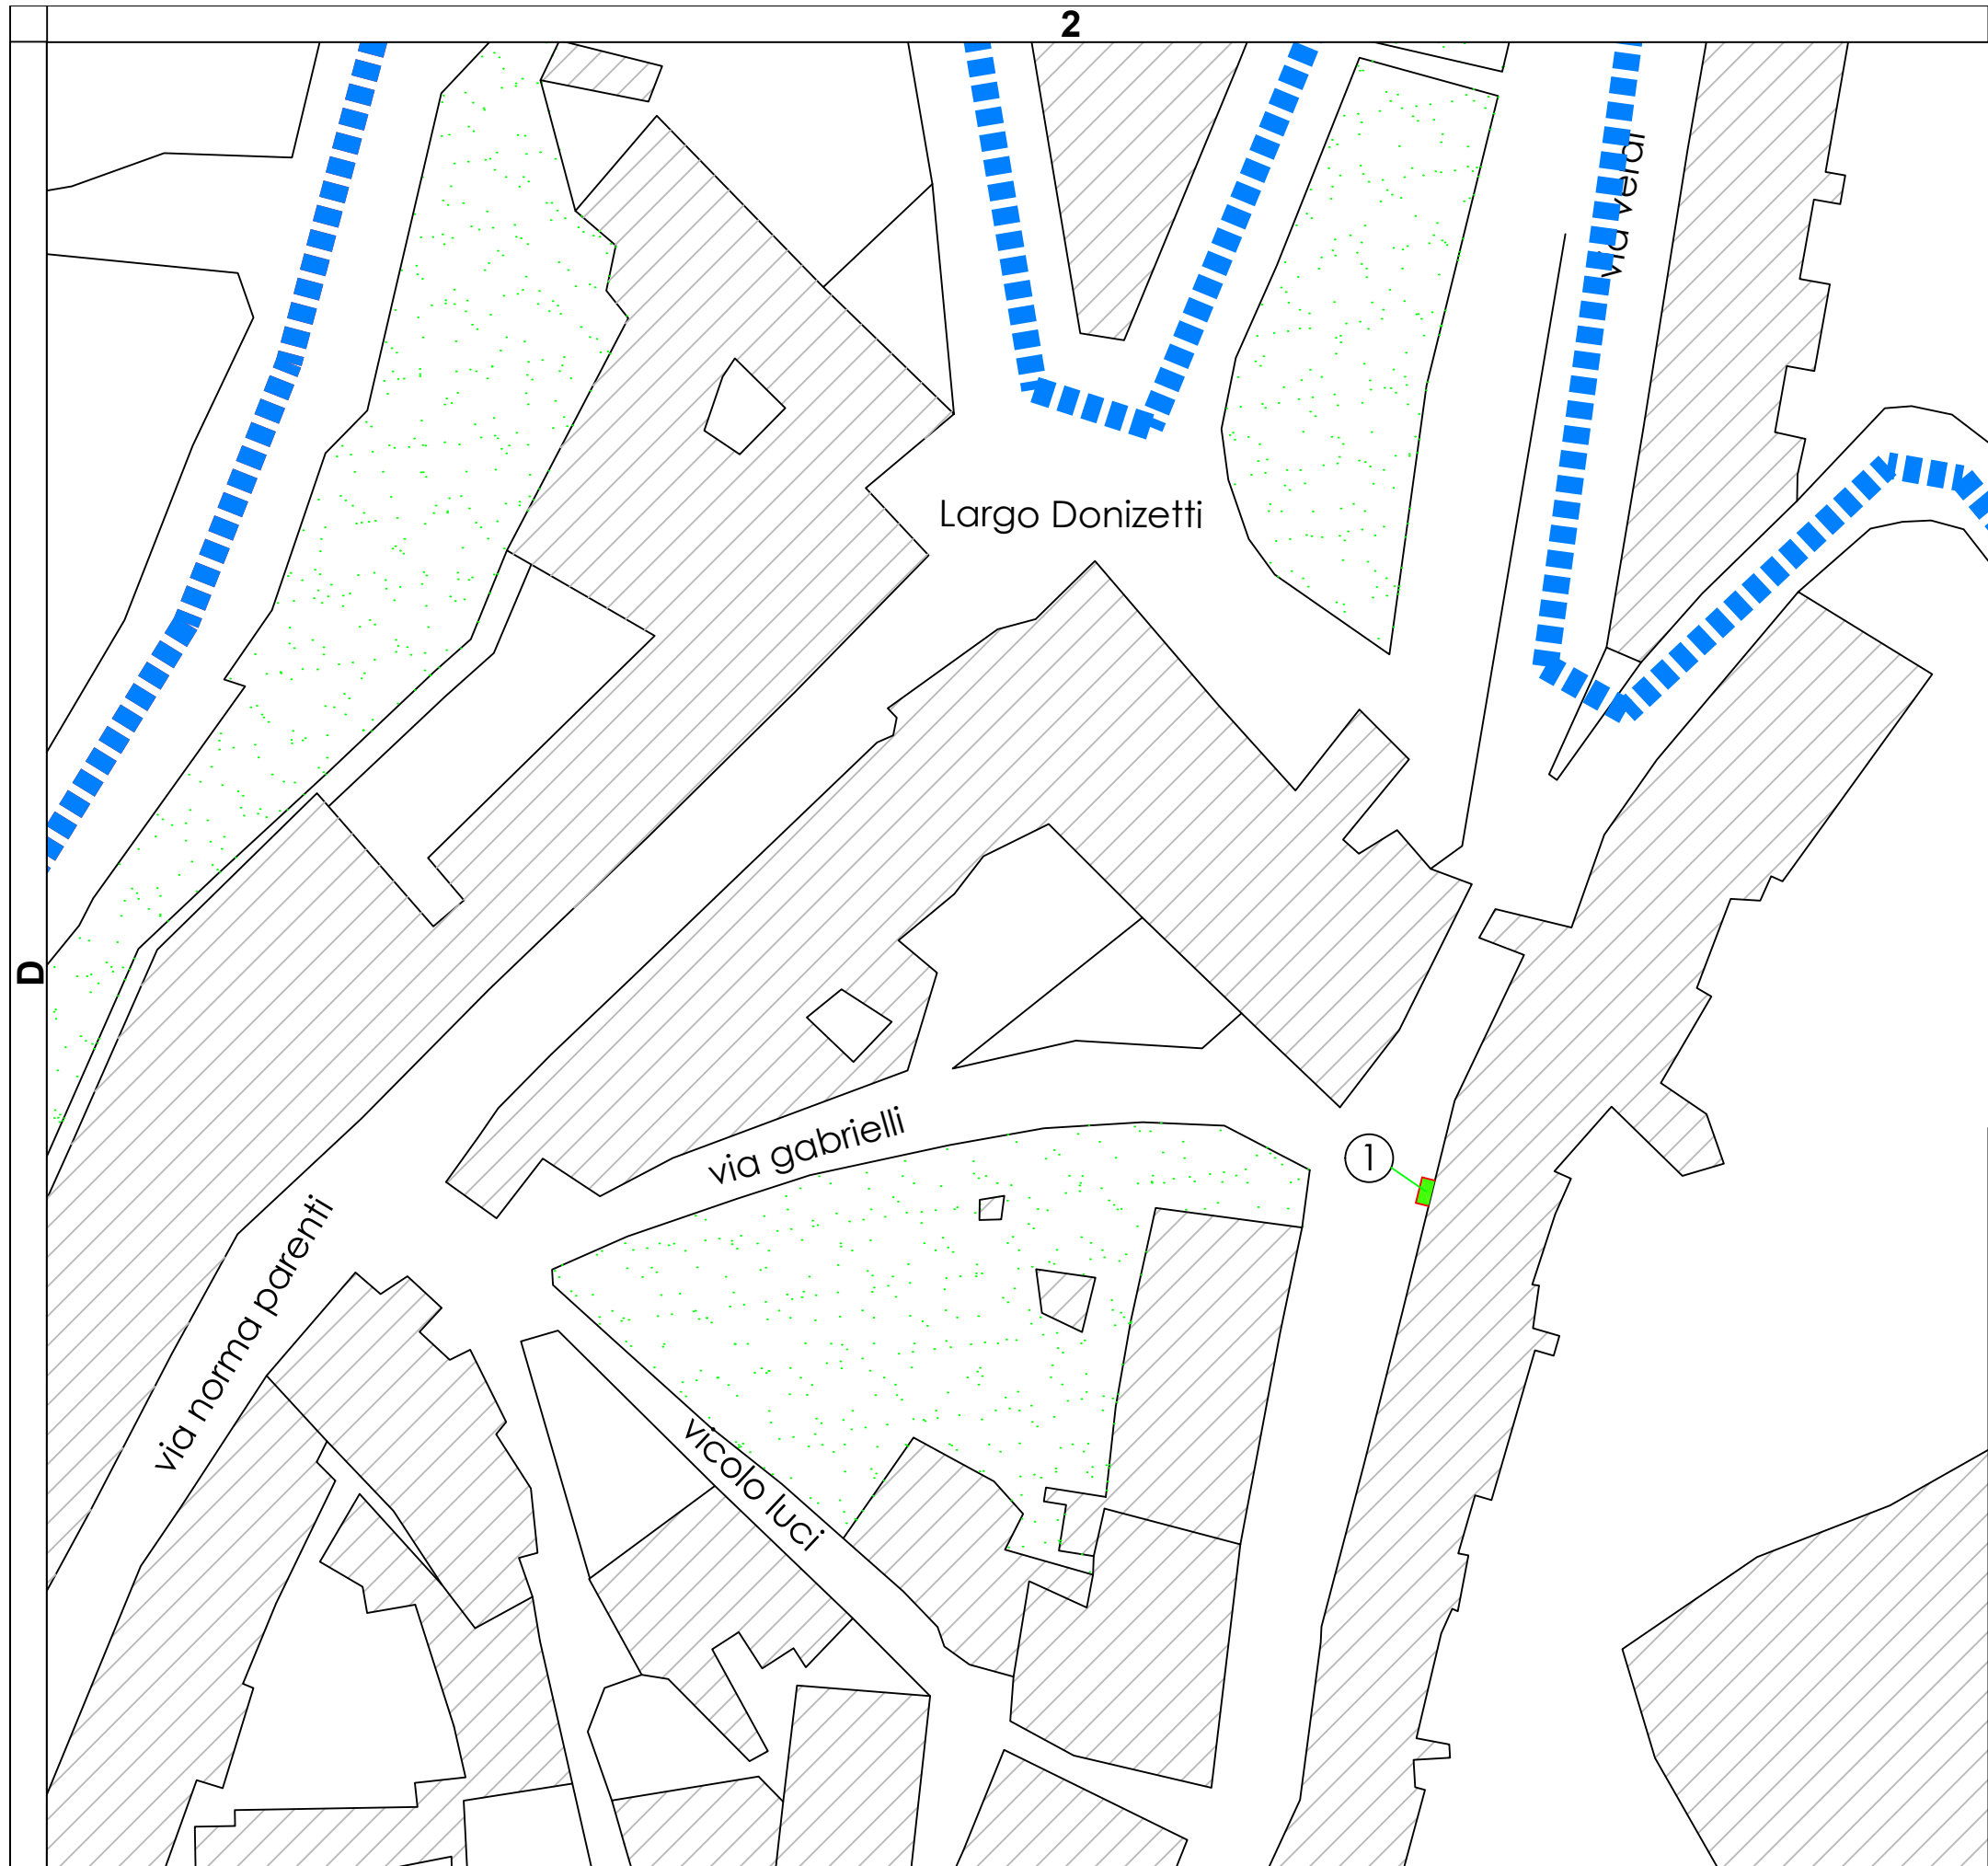 2
via verdi
Largo Donizetti
D
via gabrielli
1
via norma parenti
vicolo luci